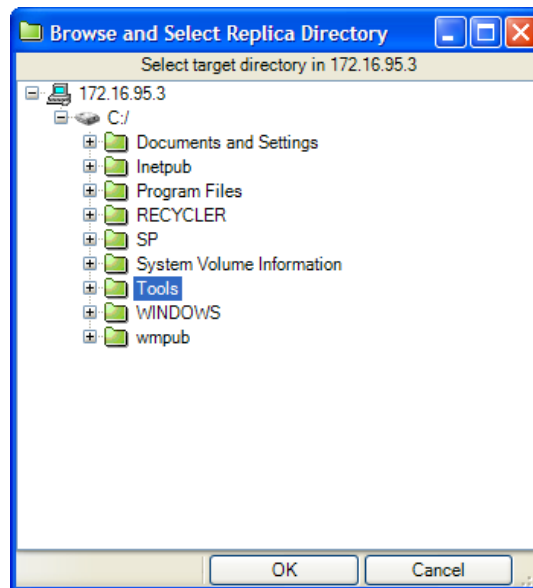 Browse and Select Replica Directory
Select target directory in 172.16.95.3
172.16.95.3
C:/
Documents and Settings
Inetpub
Program Files
RECYCLER
SP
System Volume Information
Tools
WINDOWS
wmpub
OK Cancel